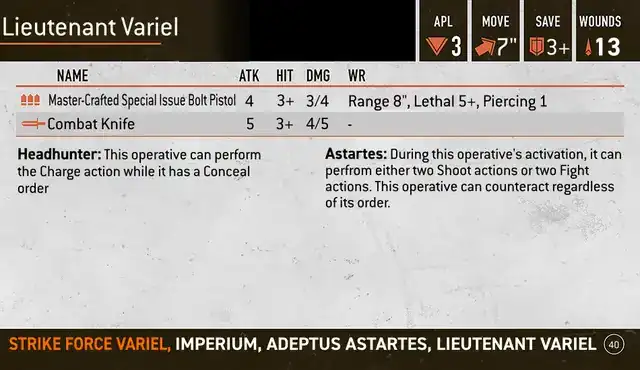 Lieutenant Variel
APL MOVE SAVE WOUNDS
3 7" 3+ 13
NAME ATK HIT DMG WR
Master-Crafted Special Issue Bolt Pistol 4 3+ 3/4 Range 8", Lethal 5+, Piercing 1
Combat Knife 5 3+ 4/5 -
Headhunter: This operative can perform
the Charge action while it has a Conceal
order
Astartes: During this operative's activation, it can
perfrom either two Shoot actions or two Fight
actions. This operative can counteract regardless
of its order.
STRIKE FORCE VARIEL, IMPERIUM, ADEPTUS ASTARTES, LIEUTENANT VARIEL 40